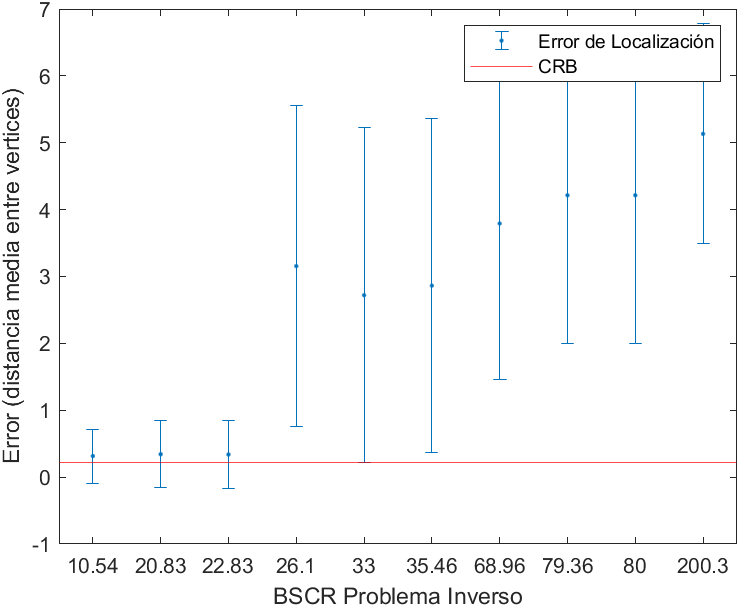 7
6
5
4
3
2
1
0
-1
Error (distancia media entre vertices)
Error de Localización
CRB
10.54 20.83 22.83 26.1 33 35.46 68.96 79.36 80 200.3
BSCR Problema Inverso